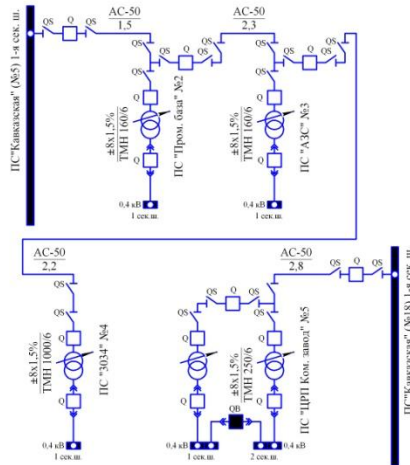 ПС"Кавказская" (№5) 1-я сек. ш.
QS
Q
QS
АС-50
1,5
QS
QS
Q
QS
Q
±8х1,5%
ТМН 160/6
ПС "Пром. база" №2
Q
0,4 кВ
1 сек.ш.
АС-50
2,3
QS
QS
Q
QS
Q
±8х1,5%
ТМН 160/6
ПС "АЗС" №3
Q
0,4 кВ
1 сек.ш.
АС-50
2,2
QS
Q
±8х1,5%
ТМН 1000/6
ПС "3034" №4
Q
0,4 кВ
1 сек.ш.
АС-50
2,8
QS
Q
QS
QS
Q
QS
QS
Q
Q
±8х1,5%
ТМН 250/6
ПС "ЦРП Ком. завод" №5
Q
Q
QB
0,4 кВ
1 сек.ш.
2 сек.ш.
0,4 кВ
ПС"Кавказская" (№18) 1-я сек. ш.